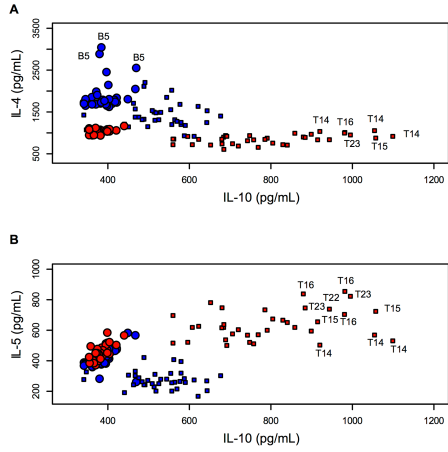 A
3500
2500
1500
500
IL-4 (pg/mL)
B5
B5
B5
T14
T16
T14
T14
T23
T15
400
600
800
1000
1200
IL-10 (pg/mL)
B
1000
800
600
400
200
IL-5 (pg/mL)
T16
T16
T22
T23
T23
T15
T15
T16
T14
T14
T14
400
600
800
1000
1200
IL-10 (pg/mL)